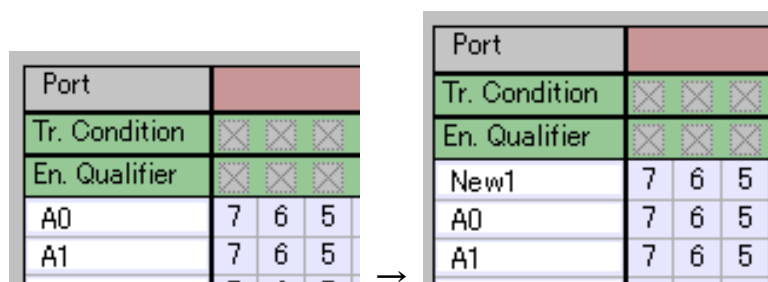 Port
Tr. Condition
En. Qualifier
A0 7 6 5
A1 7 6 5
→
Port
Tr. Condition
En. Qualifier
New1 7 6 5
A0 7 6 5
A1 7 6 5